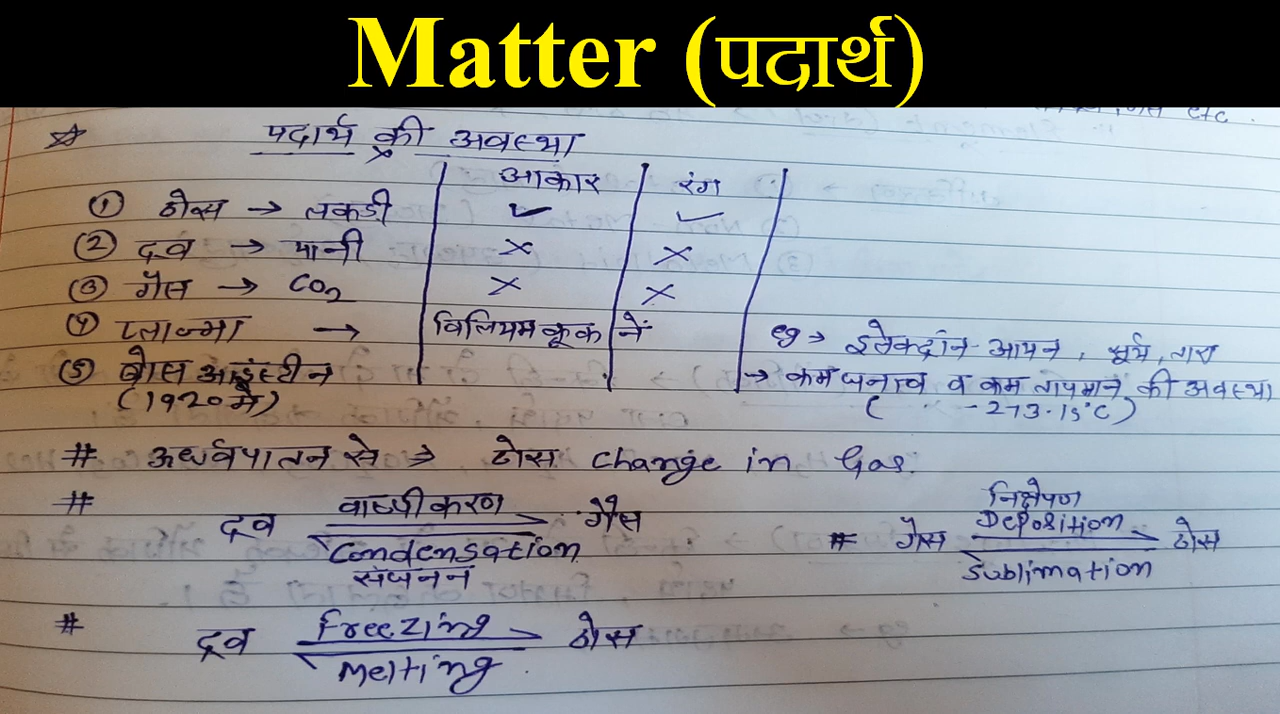 Matter (पदार्थ)
etc.
पदार्थ की अवस्था
आकार रंग
① ठोस → लकडी ✓ ✓
② द्रव → पानी × ×
③ गैस → CO2 × ×
④ प्लाज्मा → विलियम क्रूक ने eg → इलेक्ट्रॉन आयन, सूर्य, तारा
⑤ बोस आइंस्टीन → कम घनत्व व कम तापमान की अवस्था
(1920 में) ( -273.15°C)
# उर्ध्वपातन से → ठोस change in Gas.
# द्रव वाष्पीकरण गैस
Condensation
संघनन
# गैस निक्षेपण
Deposition ठोस
Sublimation
# द्रव freezing ठोस
Melting